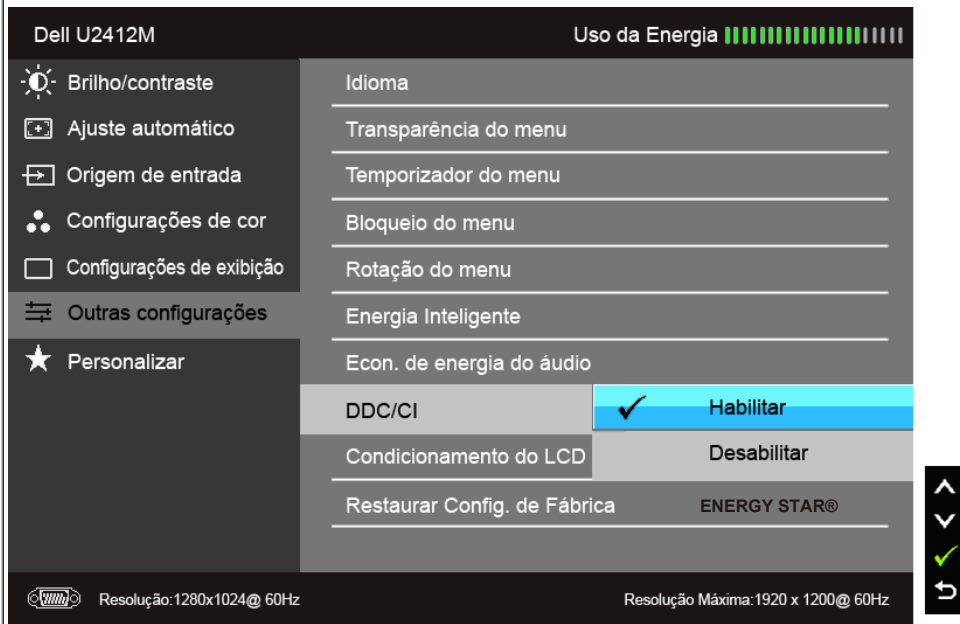 Dell U2412M
Uso da Energia
Brilho/contraste
Ajuste automático
Origem de entrada
Configurações de cor
Configurações de exibição
Outras configurações
Personalizar
Idioma
Transparência do menu
Temporizador do menu
Bloqueio do menu
Rotação do menu
Energia Inteligente
Econ. de energia do áudio
DDC/CI
Habilitar
Desabilitar
Condicionamento do LCD
Restaurar Config. de Fábrica
ENERGY STAR®
Resolução:1280x1024@ 60Hz
Resolução Máxima:1920 x 1200@ 60Hz